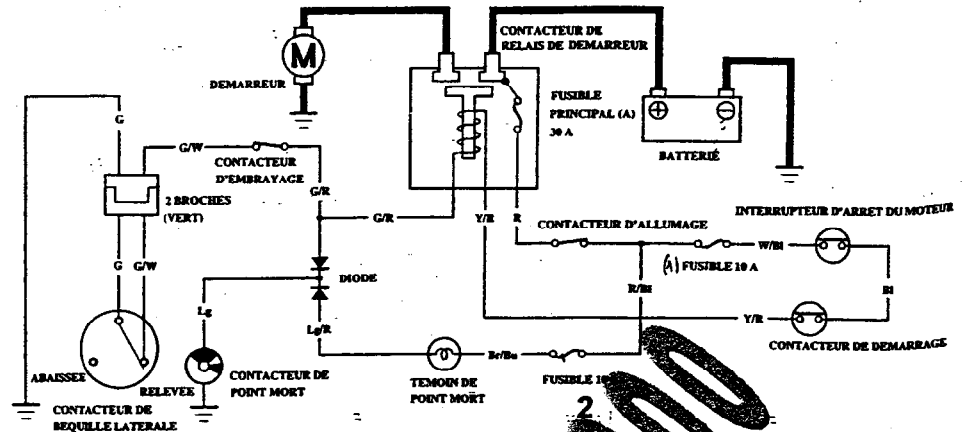 CONTACTEUR DE
RELAIS DE DEMARREUR
M
DEMARREUR
FUSIBLE
PRINCIPAL (A)
30 A
BATTERIÉ
G
G/W
CONTACTEUR
D'EMBRAYAGE
2 BROCHES
(VERT)
G/R
G/R
Y/R
R
CONTACTEUR D'ALLUMAGE
INTERRUPTEUR D'ARRET DU MOTEUR
W/Bl
(A) FUSIBLE 10 A
G
G/W
DIODE
R/Bl
Bl
Lg
Lg/R
Y/R
CONTACTEUR DE DEMARRAGE
Br/Bu
ABAISSEE
RELEVEE
CONTACTEUR DE
POINT MORT
TEMOIN DE
POINT MORT
FUSIBLE
CONTACTEUR DE
BEQUILLE LATERALE
2